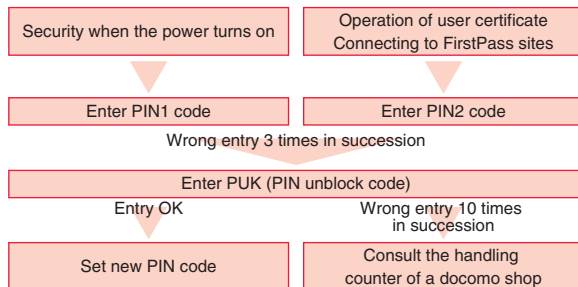 Security when the power turns on
Operation of user certificate
Connecting to FirstPass sites
Enter PIN1 code
Enter PIN2 code
Wrong entry 3 times in succession
Enter PUK (PIN unblock code)
Entry OK
Wrong entry 10 times
in succession
Set new PIN code
Consult the handling
counter of a docomo shop